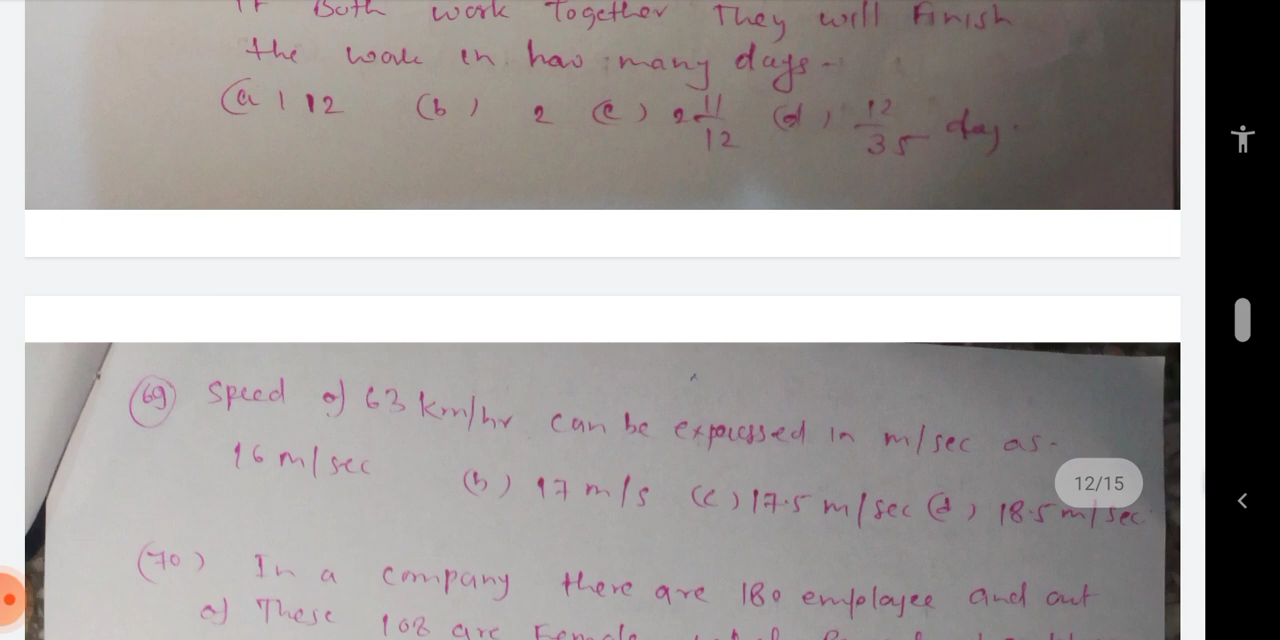 If Both work together They will Finish
the work in how many days -
(a) 12 (b) 2 (c) 2 11/12 (d) 12/35 day.
(69) Speed of 63 km/hr can be expressed in m/sec as -
16 m/sec (b) 17 m/s (c) 17.5 m/sec (d) 18.5 m/sec
12/15
(70) In a company there are 180 employee and out
of These 108 are Female